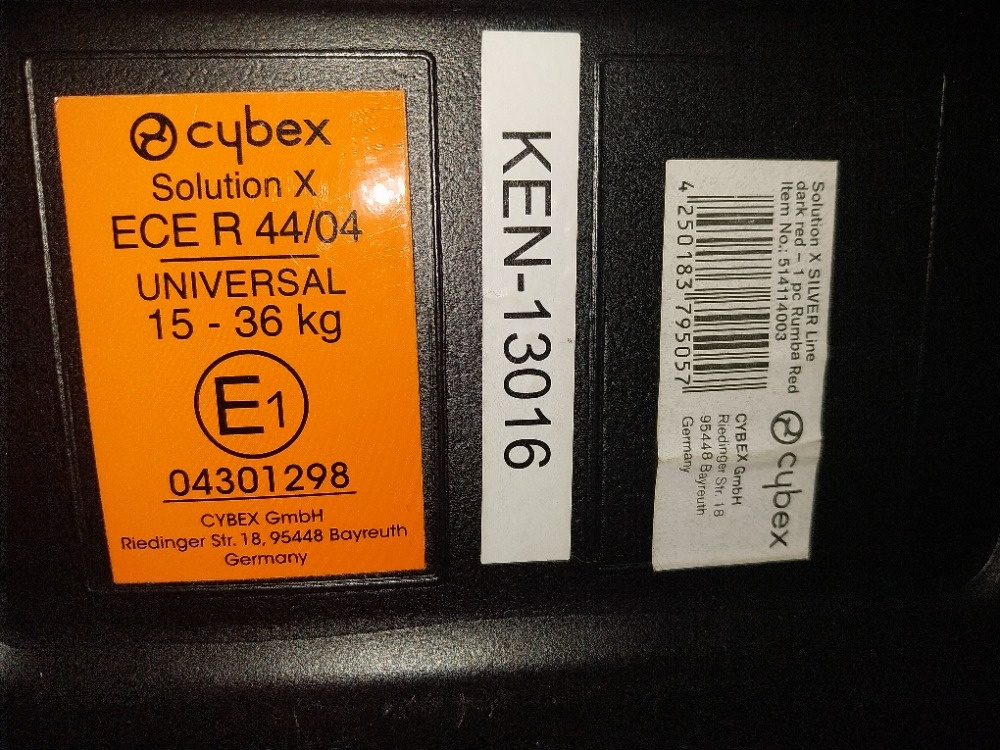 cybex
Solution X
ECE R 44/04
UNIVERSAL
15 - 36 kg
E1
04301298
CYBEX GmbH
Riedinger Str. 18, 95448 Bayreuth
Germany
KEN-13016
Solution X SILVER Line
dark red - 1 pc Rumba Red
Item No.: 514114003
4 250183 795057
cybex
CYBEX GmbH
Riedinger Str. 18
95448 Bayreuth
Germany